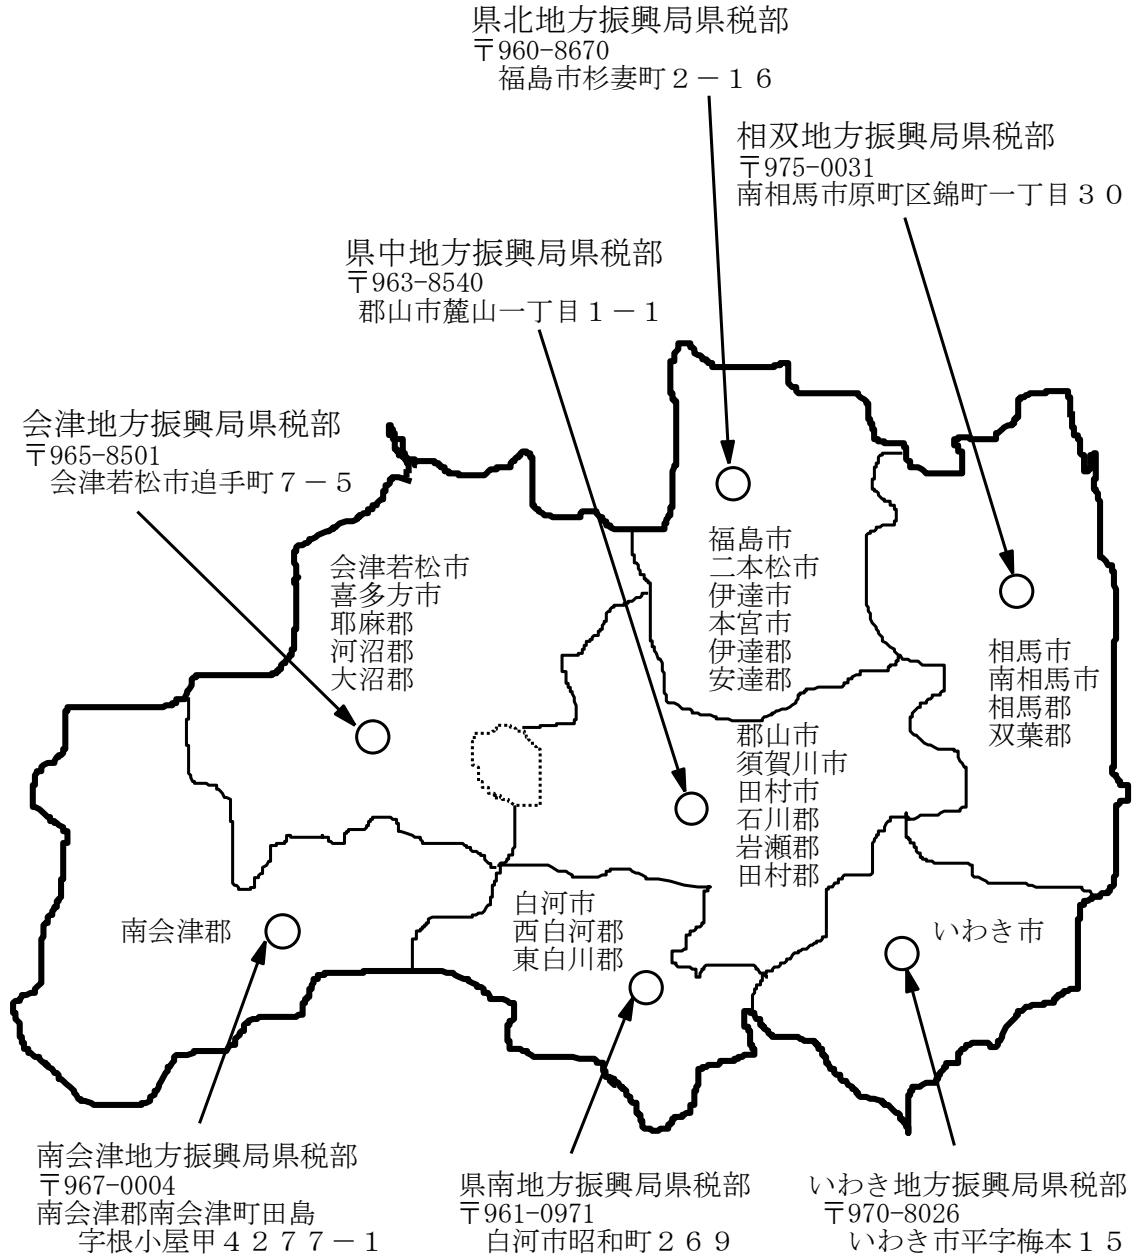 県北地方振興局県税部
〒960-8670
福島市杉妻町２－１６
相双地方振興局県税部
〒975-0031
南相馬市原町区錦町一丁目３０
県中地方振興局県税部
〒963-8540
郡山市麓山一丁目１－１
会津地方振興局県税部
〒965-8501
会津若松市追手町７－５
福島市
二本松市
伊達市
本宮市
伊達郡
安達郡
会津若松市
喜多方市
耶麻郡
河沼郡
大沼郡
相馬市
南相馬市
相馬郡
双葉郡
郡山市
須賀川市
田村市
石川郡
岩瀬郡
田村郡
南会津郡
白河市
西白河郡
東白川郡
いわき市
南会津地方振興局県税部
〒967-0004
南会津郡南会津町田島
字根小屋甲４２７７－１
県南地方振興局県税部
〒961-0971
白河市昭和町２６９
いわき地方振興局県税部
〒970-8026
いわき市平字梅本１５